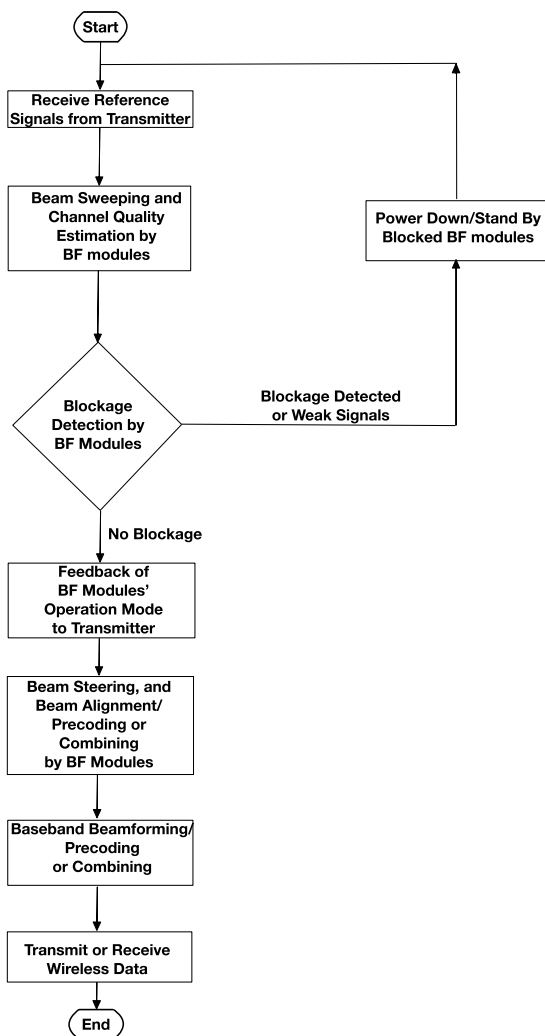 Start
Receive Reference
Signals from Transmitter
Beam Sweeping and
Channel Quality
Estimation by
BF modules
Power Down/Stand By
Blocked BF modules
Blockage
Detection by
BF Modules
Blockage Detected
or Weak Signals
No Blockage
Feedback of
BF Modules’
Operation Mode
to Transmitter
Beam Steering, and
Beam Alignment/
Precoding or
Combining
by BF Modules
Baseband Beamforming/
Precoding
or Combining
Transmit or Receive
Wireless Data
End